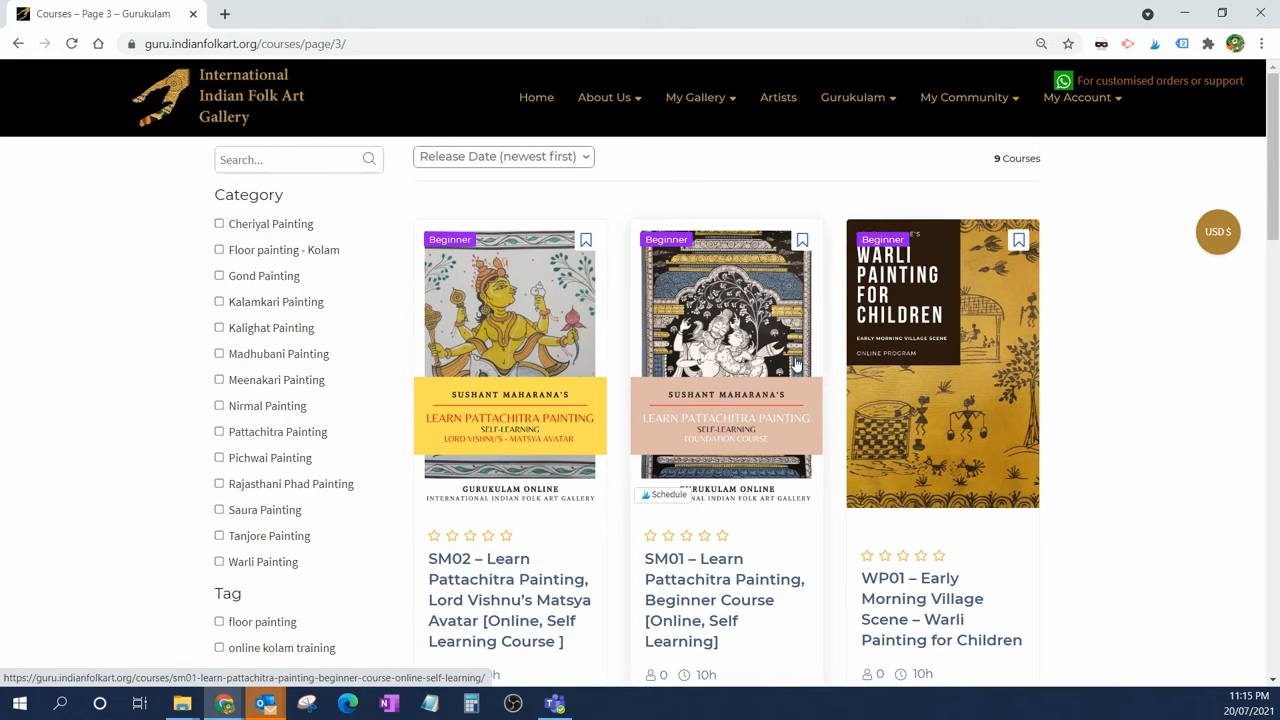 Courses – Page 3 – Gurukulam
guru.indianfolkart.org/courses/page/3/
International
Indian Folk Art
Gallery
For customised orders or support
Home
About Us
My Gallery
Artists
Gurukulam
My Community
My Account
Search...
Release Date (newest first)
9 Courses
Category
Cheriyal Painting
Floor painting - Kolam
Gond Painting
Kalamkari Painting
Kalighat Painting
Madhubani Painting
Meenakari Painting
Nirmal Painting
Pattachitra Painting
Pichwai Painting
Rajasthani Phad Painting
Saura Painting
Tanjore Painting
Warli Painting
Tag
floor painting
online kolam training
USD $
Beginner
SUSHANT MAHARANA'S
LEARN PATTACHITRA PAINTING
SELF-LEARNING
LORD VISHNU'S - MATSYA AVATAR
GURUKULAM ONLINE
INTERNATIONAL INDIAN FOLK ART GALLERY
SM02 – Learn
Pattachitra Painting,
Lord Vishnu's Matsya
Avatar [Online, Self
Learning Course ]
Beginner
SUSHANT MAHARANA'S
LEARN PATTACHITRA PAINTING
SELF-LEARNING
FOUNDATION COURSE
Schedule
GURUKULAM ONLINE
NAL INDIAN FOLK ART GALLERY
SM01 – Learn
Pattachitra Painting,
Beginner Course
[Online, Self
Learning]
0 10h
Beginner
WARLI
PAINTING
FOR
CHILDREN
EARLY MORNING VILLAGE
SCENE
ONLINE PROGRAM
WP01 – Early
Morning Village
Scene – Warli
Painting for Children
0 10h
https://guru.indianfolkart.org/courses/sm01-learn-pattachitra-painting-beginner-course-online-self-learning/
11:15 PM
20/07/2021